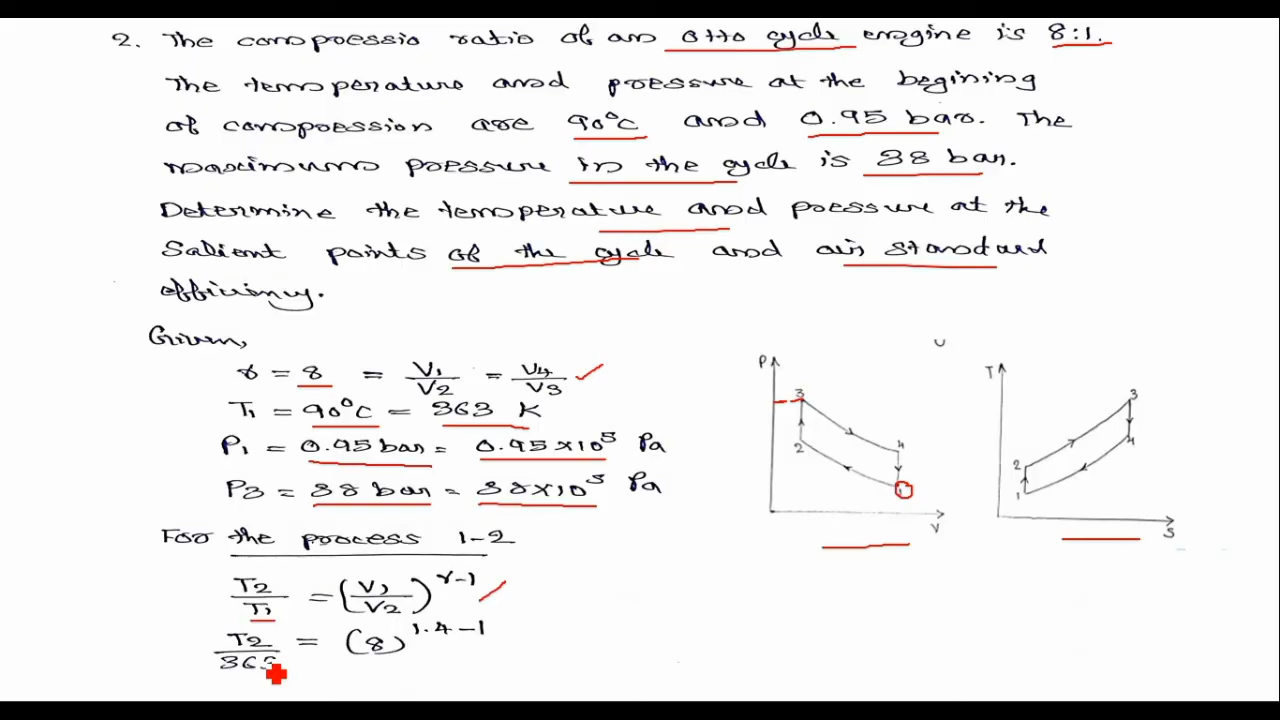 2. The compressio ratio of an otto cycle engine is 8:1.
The temperature and pressure at the begining
of compression are 90°C and 0.95 bar. The
maximum pressure in the cycle is 38 bar.
Determine the temperature and pressure at the
Salient points of the cycle and air standard
efficiency.
Given,
r = 8 = V1/V2 = V4/V3
T1 = 90°C = 363 K
P1 = 0.95 bar = 0.95×10^5 Pa
P3 = 38 bar = 38×10^5 Pa
For the process 1-2
T2/T1 = (V1/V2)^γ-1
T2/363 = (8)^1.4-1
P
3
2
4
1
V
T
3
2
4
1
S